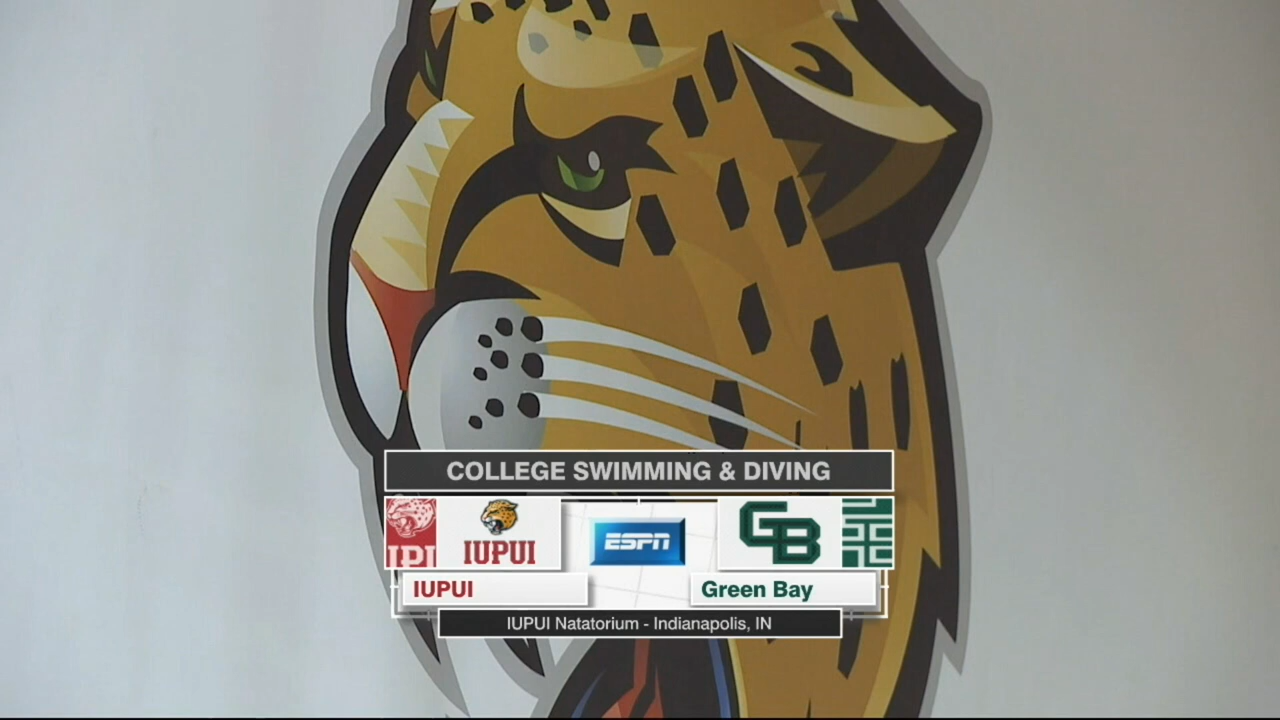 COLLEGE SWIMMING & DIVING
IUPUI
ESPN
GB
IUPUI
Green Bay
IUPUI Natatorium - Indianapolis, IN